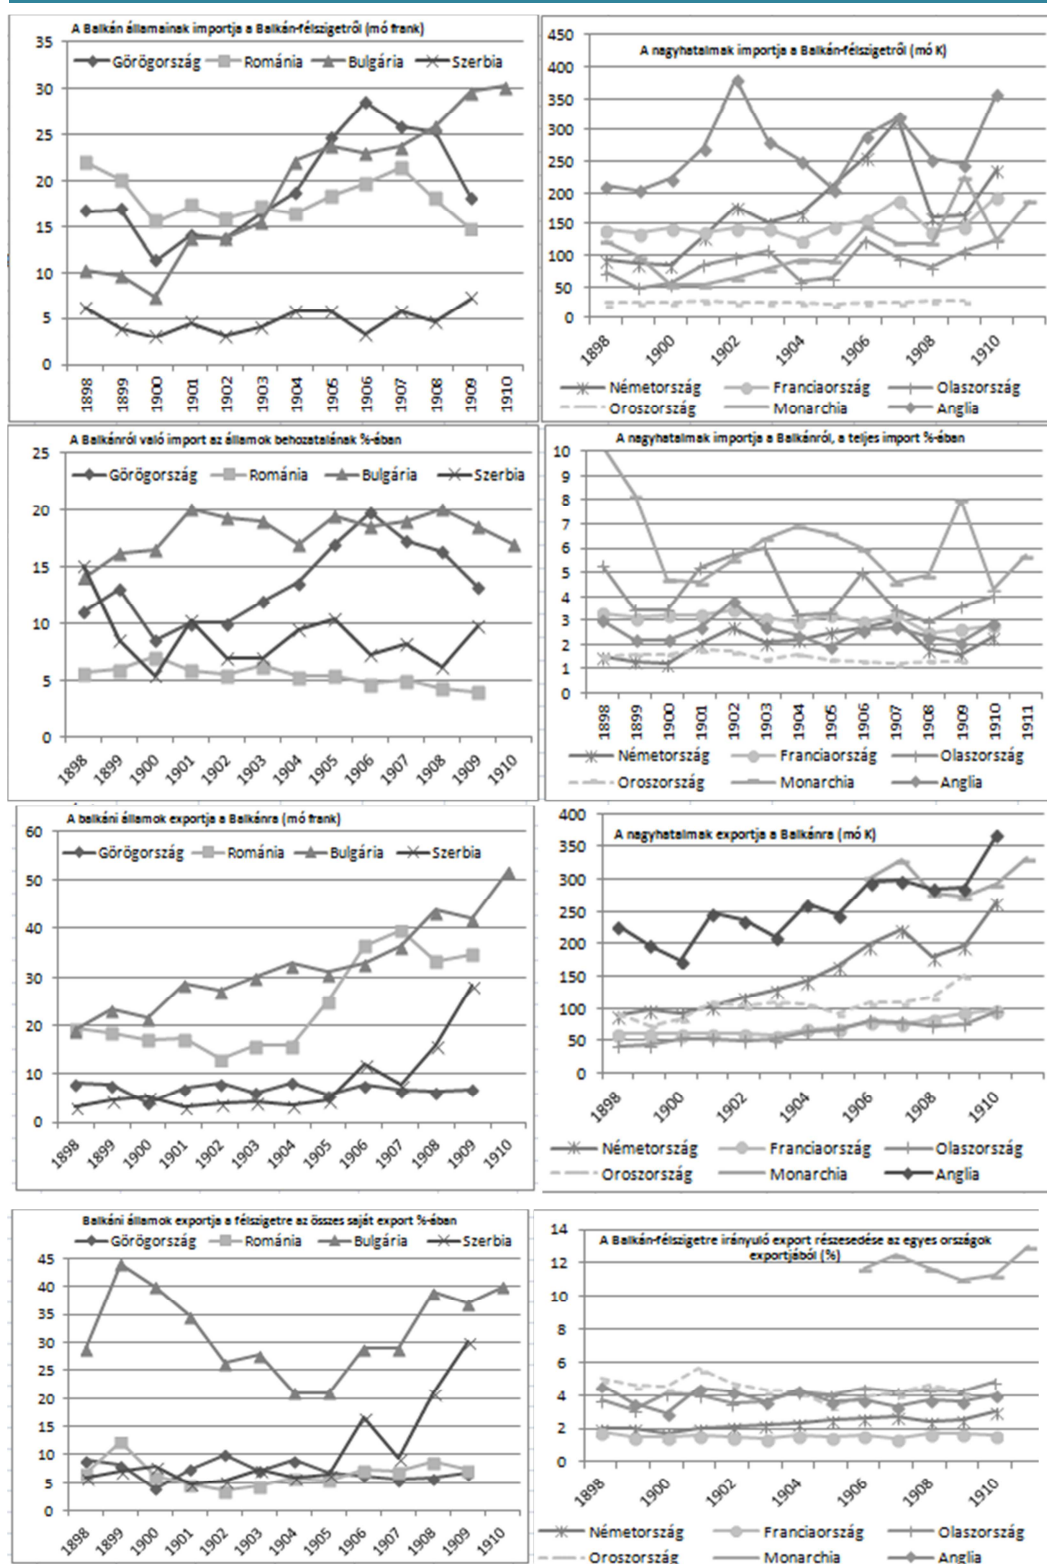 A Balkán államainak importja a Balkán-félszigetről (mó frank)
35
Görögország Románia Bulgária Szerbia
30
25
20
15
10
5
0
1898 1899 1900 1901 1902 1903 1904 1905 1906 1907 1908 1909 1910
450
A nagyhatalmak importja a Balkán-félszigetről (mó K)
400
350
300
250
200
150
100
50
0
1898 1900 1902 1904 1906 1908 1910
Németország Franciaország Olaszország
Oroszország Monarchia Anglia
A Balkánról való import az államok behozatalának %-ában
25
Görögország Románia Bulgária Szerbia
20
15
10
5
0
1898 1899 1900 1901 1902 1903 1904 1905 1906 1907 1908 1909 1910
A nagyhatalmak importja a Balkánról, a teljes import %-ában
10
9
8
7
6
5
4
3
2
1
0
1898 1899 1900 1901 1902 1903 1904 1905 1906 1907 1908 1909 1910 1911
Németország Franciaország Olaszország
Oroszország Monarchia Anglia
A balkáni államok exportja a Balkánra (mó frank)
60
Görögország Románia Bulgária Szerbia
50
40
30
20
10
0
1898 1899 1900 1901 1902 1903 1904 1905 1906 1907 1908 1909 1910
400
A nagyhatalmak exportja a Balkánra (mó K)
350
300
250
200
150
100
50
0
1898 1900 1902 1904 1906 1908 1910
Németország Franciaország Olaszország
Oroszország Monarchia Anglia
Balkáni államok exportja a félszigetre az összes saját export %-ában
Görögország Románia Bulgária Szerbia
45
40
35
30
25
20
15
10
5
0
1898 1899 1900 1901 1902 1903 1904 1905 1906 1907 1908 1909 1910
14
A Balkán-félszigetre irányuló export részesedése az egyes országok
exportjából (%)
12
10
8
6
4
2
0
1898 1900 1902 1904 1906 1908 1910
Németország Franciaország Olaszország
Oroszország Monarchia Anglia